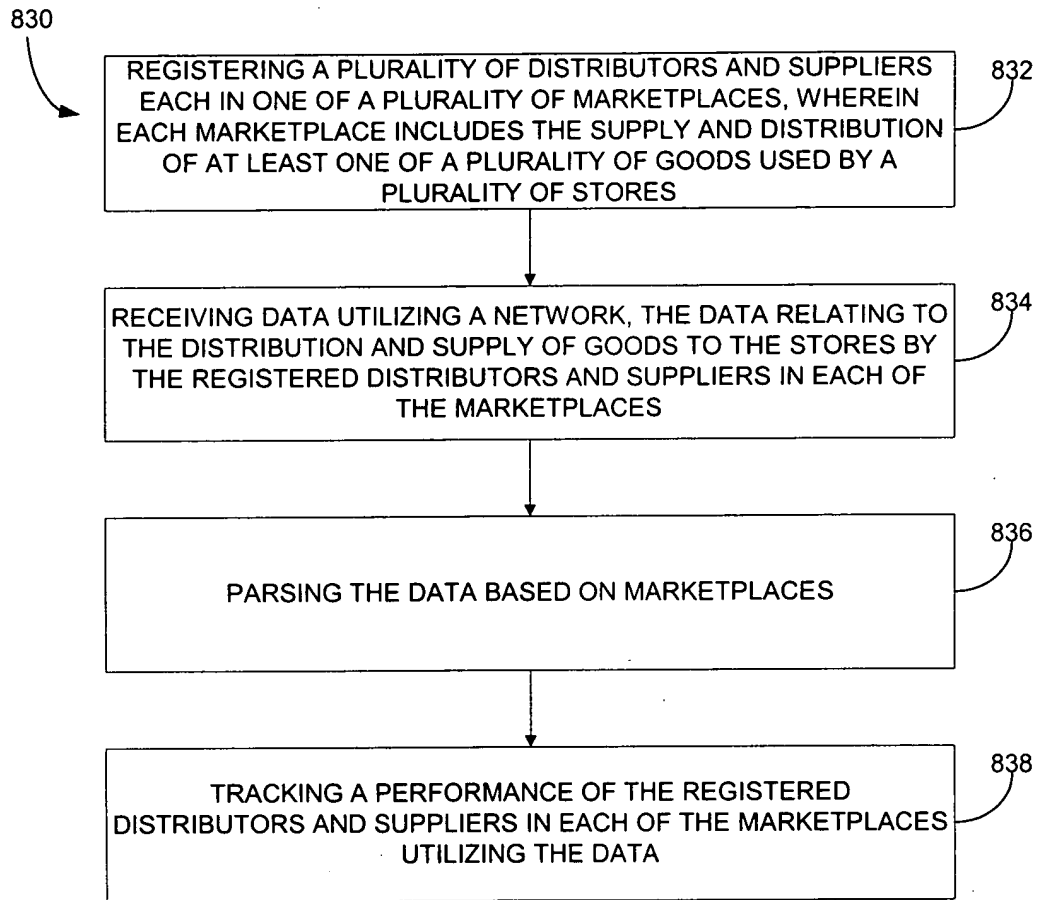 830
REGISTERING A PLURALITY OF DISTRIBUTORS AND SUPPLIERS
EACH IN ONE OF A PLURALITY OF MARKETPLACES, WHEREIN
EACH MARKETPLACE INCLUDES THE SUPPLY AND DISTRIBUTION
OF AT LEAST ONE OF A PLURALITY OF GOODS USED BY A
PLURALITY OF STORES
832
RECEIVING DATA UTILIZING A NETWORK, THE DATA RELATING TO
THE DISTRIBUTION AND SUPPLY OF GOODS TO THE STORES BY
THE REGISTERED DISTRIBUTORS AND SUPPLIERS IN EACH OF
THE MARKETPLACES
834
PARSING THE DATA BASED ON MARKETPLACES
836
TRACKING A PERFORMANCE OF THE REGISTERED
DISTRIBUTORS AND SUPPLIERS IN EACH OF THE MARKETPLACES
UTILIZING THE DATA
838